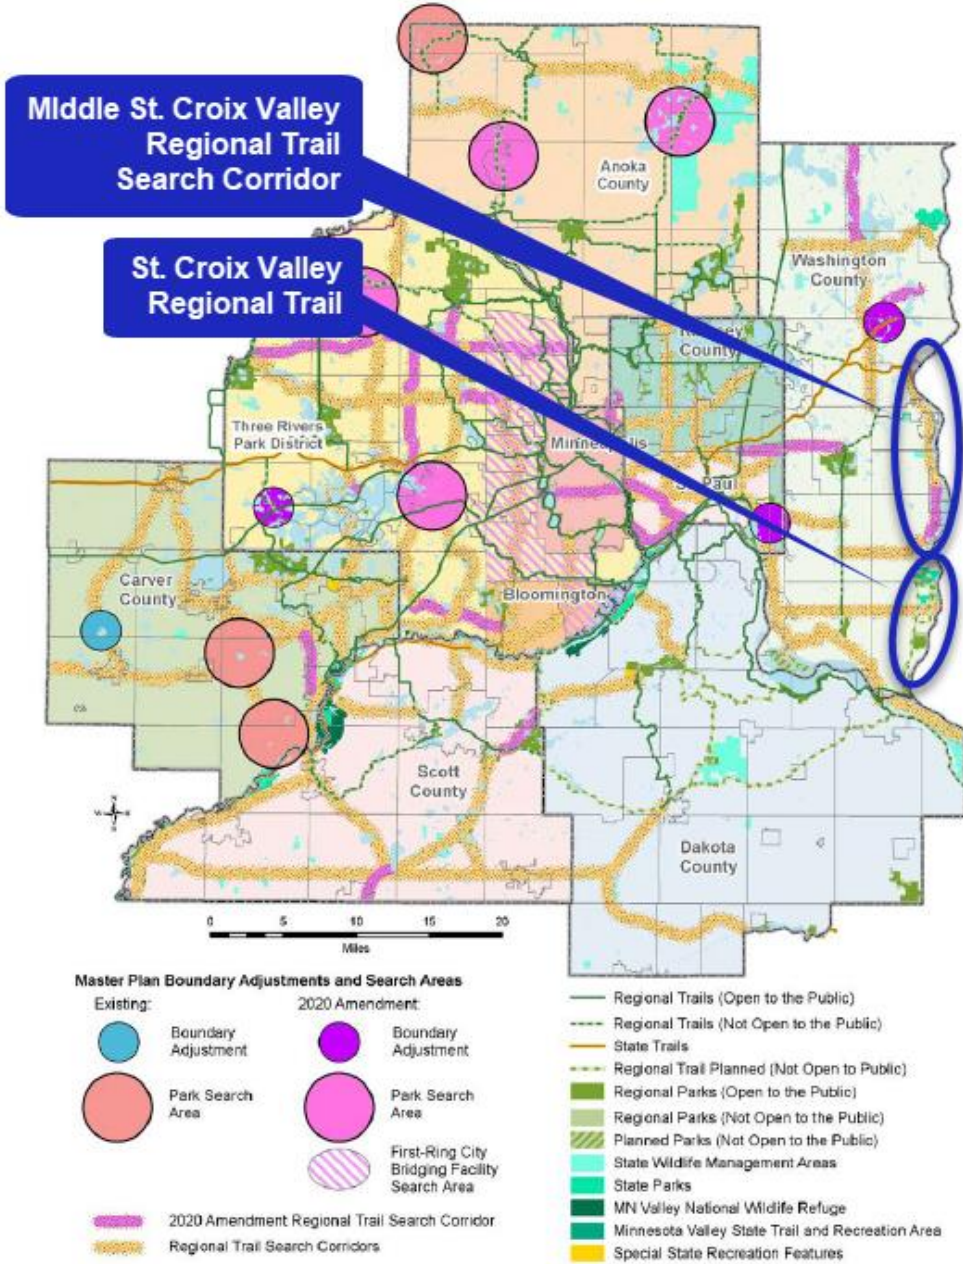 MIddle St. Croix Valley
Regional Trail
Search Corridor
St. Croix Valley
Regional Trail
Anoka
County
Washington
County
County
Three Rivers
Park District
Minneapolis
Paul
Carver
County
Bloomington
Scott
County
Dakota
County
0 5 10 15 20
Miles
Master Plan Boundary Adjustments and Search Areas
Existing:
Boundary
Adjustment
Park Search
Area
2020 Amendment:
Boundary
Adjustment
Park Search
Area
First-Ring City
Bridging Facility
Search Area
2020 Amendment Regional Trail Search Corridor
Regional Trail Search Corridors
Regional Trails (Open to the Public)
Regional Trails (Not Open to the Public)
State Trails
Regional Trail Planned (Not Open to Public)
Regional Parks (Open to the Public)
Regional Parks (Not Open to the Public)
Planned Parks (Not Open to the Public)
State Wildlife Management Areas
State Parks
MN Valley National Wildlife Refuge
Minnesota Valley State Trail and Recreation Area
Special State Recreation Features